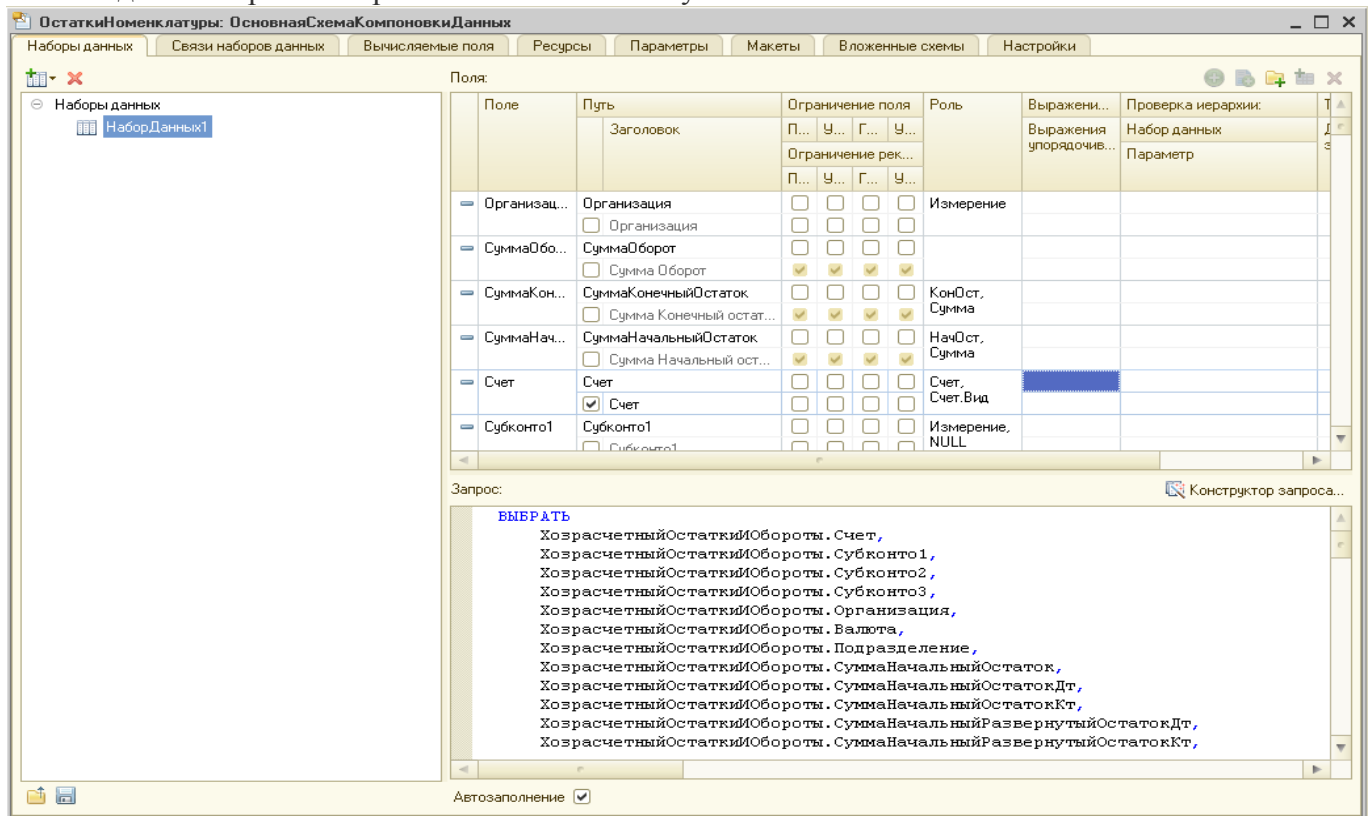 ОстаткиНоменклатуры: ОсновнаяСхемаКомпоновкиДанных
Наборы данных Связи наборов данных Вычисляемые поля Ресурсы Параметры Макеты Вложенные схемы Настройки
Поля:
Наборы данных
НаборДанных1
Поле Путь Ограничение поля Роль Выражени... Проверка иерархии:
Заголовок П... У... Г... У... Выражения упорядочив... Набор данных
Ограничение рек... Параметр
П... У... Г... У...
Организац... Организация Измерение
Организация
СуммаОбо... СуммаОборот
Сумма Оборот
СуммаКон... СуммаКонечныйОстаток КонОст,
Сумма Конечный остат... Сумма
СуммаНач... СуммаНачальныйОстаток НачОст,
Сумма Начальный ост... Сумма
Счет Счет Счет,
Счет Счет.Вид
Субконто1 Субконто1 Измерение,
Субконто1 NULL
Запрос: Конструктор запроса...
ВЫБРАТЬ
ХозрасчетныйОстаткиИОбороты.Счет,
ХозрасчетныйОстаткиИОбороты.Субконто1,
ХозрасчетныйОстаткиИОбороты.Субконто2,
ХозрасчетныйОстаткиИОбороты.Субконто3,
ХозрасчетныйОстаткиИОбороты.Организация,
ХозрасчетныйОстаткиИОбороты.Валюта,
ХозрасчетныйОстаткиИОбороты.Подразделение,
ХозрасчетныйОстаткиИОбороты.СуммаНачальныйОстаток,
ХозрасчетныйОстаткиИОбороты.СуммаНачальныйОстатокДт,
ХозрасчетныйОстаткиИОбороты.СуммаНачальныйОстатокКт,
ХозрасчетныйОстаткиИОбороты.СуммаНачальныйРазвернутыйОстатокДт,
ХозрасчетныйОстаткиИОбороты.СуммаНачальныйРазвернутыйОстатокКт,
Автозаполнение